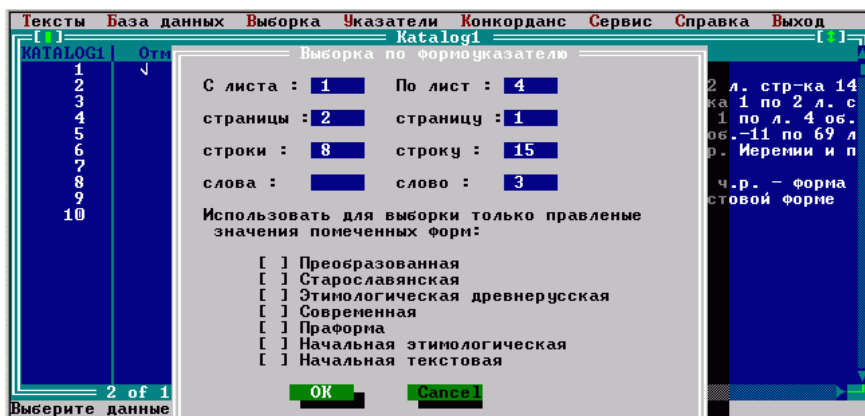 Тексты База данных Выборка Указатели Конкорданс Сервис Справка Выход
[ ] Katalog1 [↕]
KATALOG1 Отм
Выборка по формоуказателю
1 √
2 2 л. стр-ка 14
3 ка 1 по 2 л. с
4 1 по л. 4 об.
5 об.-11 по 69 л
6 р. Иеремии и п
7
8 ч.р. - форма
9 стовой форме
10
С листа : 1 По лист : 4
страницы : 2 страницу : 1
строки : 8 строку : 15
слова : слово : 3
Использовать для выборки только правленые
значения помеченных форм:
[ ] Преобразованная
[ ] Старославянская
[ ] Этимологическая древнерусская
[ ] Современная
[ ] Праформа
[ ] Начальная этимологическая
[ ] Начальная текстовая
OK Cancel
2 of 1
Выберите данные